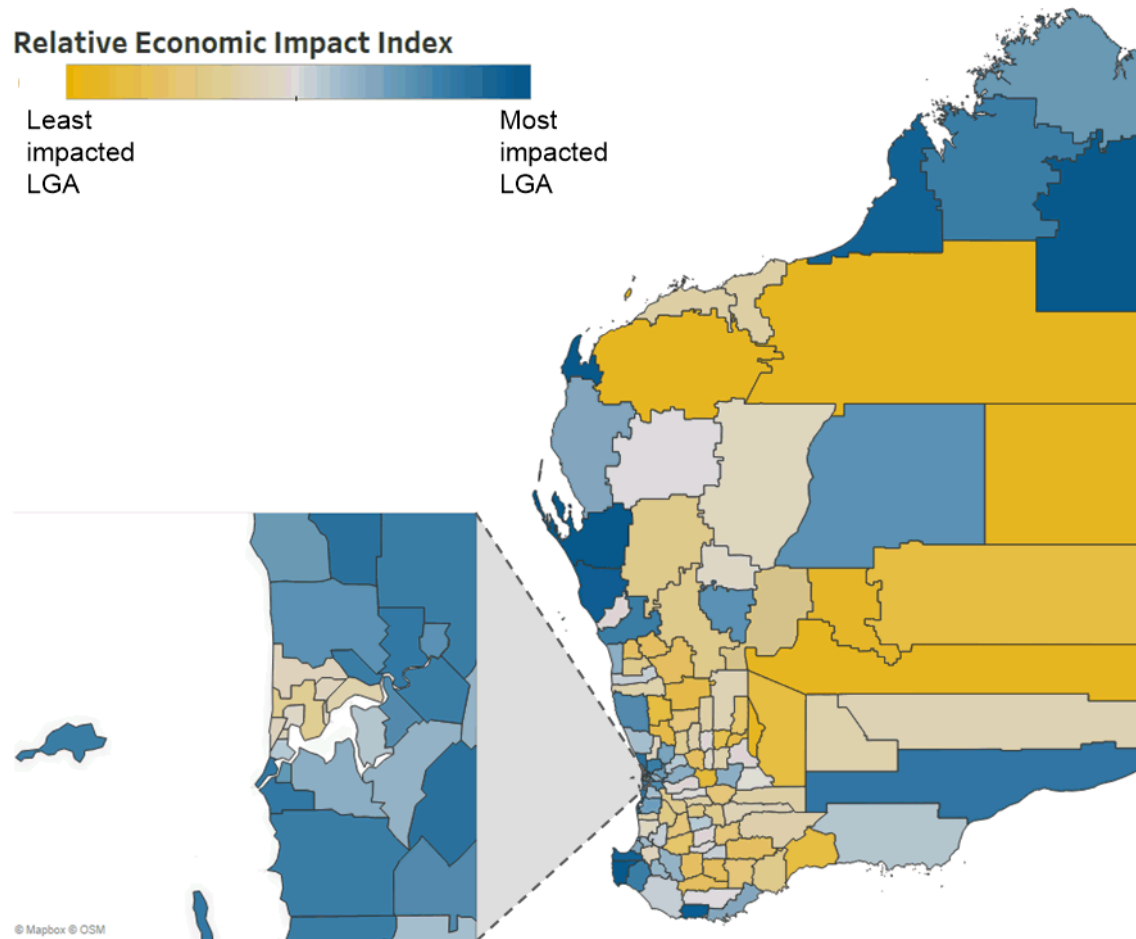 Relative Economic Impact Index
Least
impacted
LGA
Most
impacted
LGA
© Mapbox © OSM